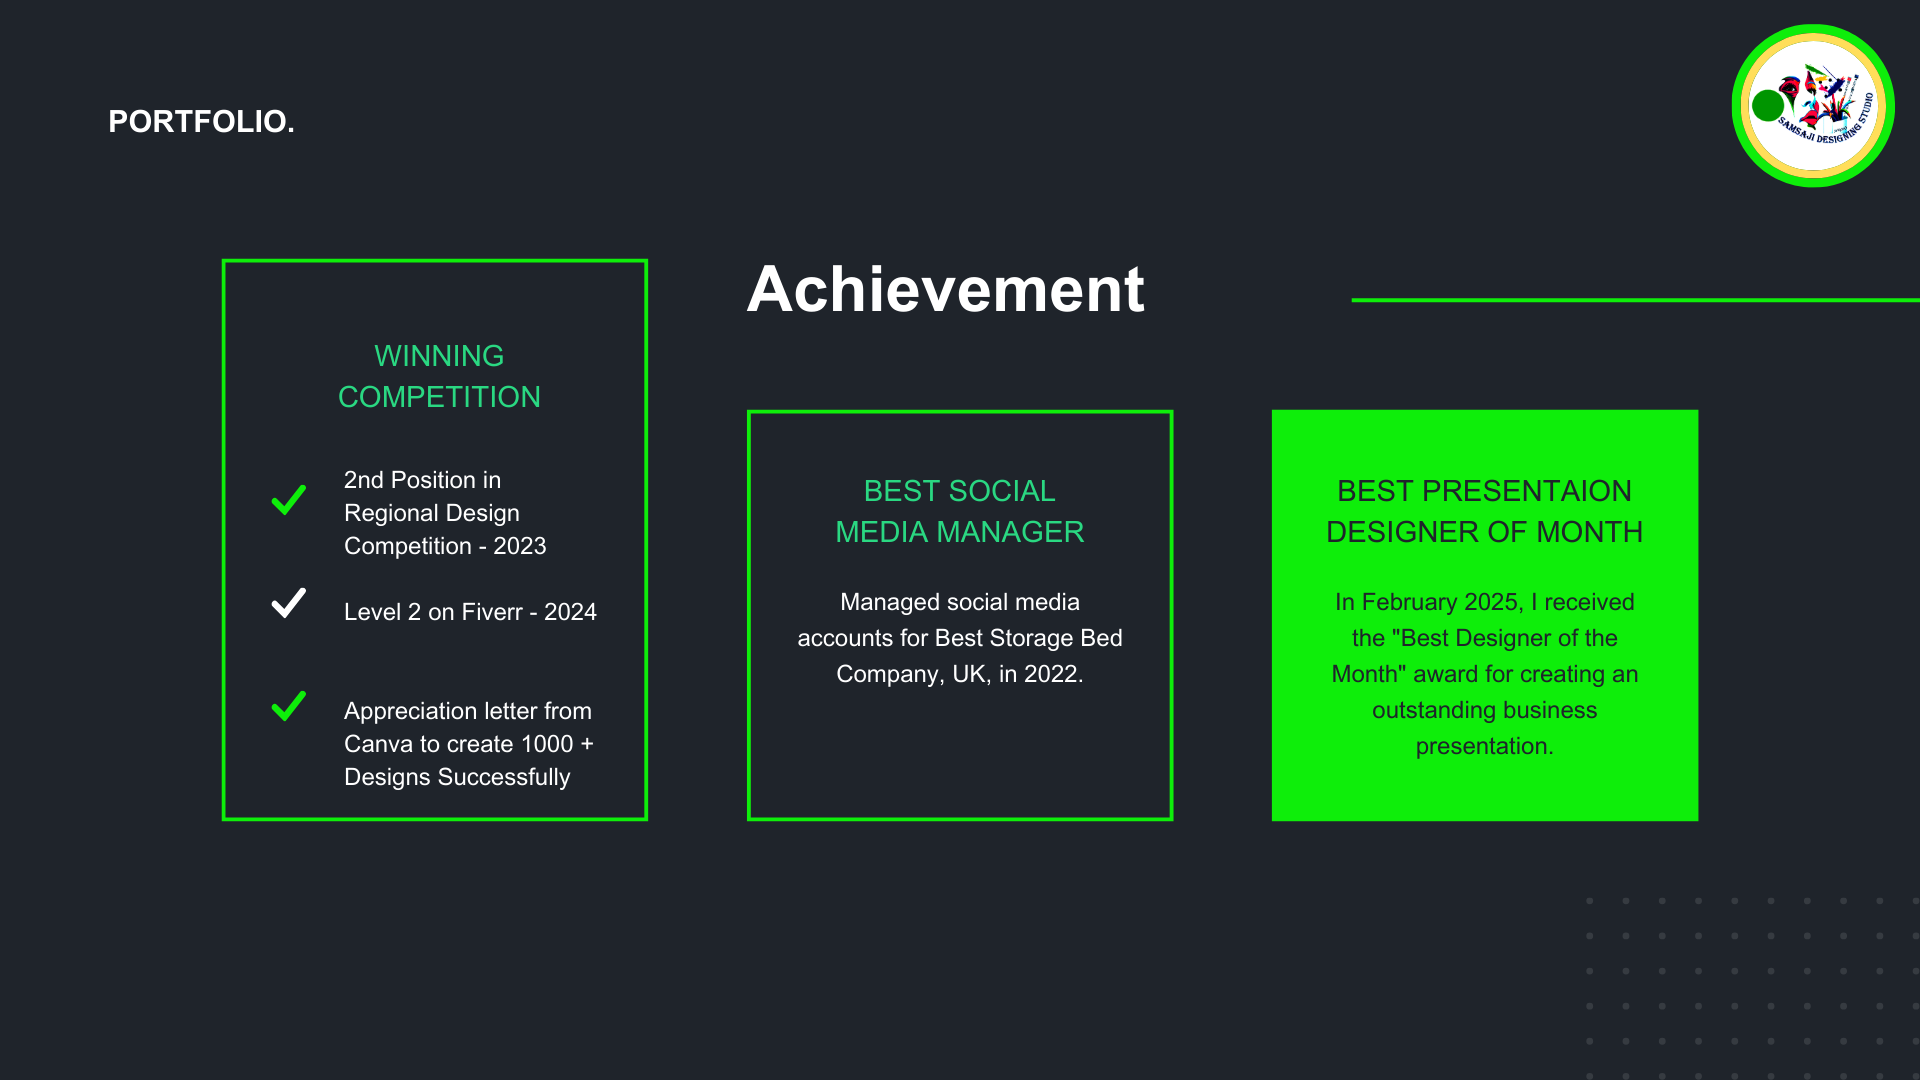 PORTFOLIO.
SAMSAJI DESIGNING STUDIO
Achievement
WINNING
COMPETITION
2nd Position in
Regional Design
Competition - 2023
Level 2 on Fiverr - 2024
Appreciation letter from
Canva to create 1000 +
Designs Successfully
BEST SOCIAL
MEDIA MANAGER
Managed social media
accounts for Best Storage Bed
Company, UK, in 2022.
BEST PRESENTAION
DESIGNER OF MONTH
In February 2025, I received
the "Best Designer of the
Month" award for creating an
outstanding business
presentation.